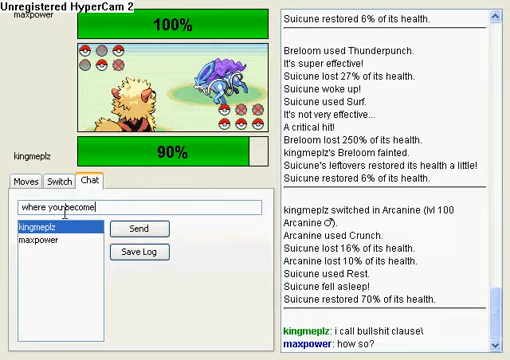 Unregistered HyperCam 2
maxpower
100%
90%
kingmeplz
Moves
Switch
Chat
where you become
kingmeplz
maxpower
Send
Save Log
Suicune restored 6% of its health.
Breloom used Thunderpunch.
It's super effective!
Suicune lost 27% of its health.
Suicune woke up!
Suicune used Surf.
It's not very effective...
A critical hit!
Breloom lost 250% of its health.
kingmeplz's Breloom fainted.
Suicune's leftovers restored its health a little!
Suicune restored 6% of its health.
kingmeplz switched in Arcanine (lvl 100
Arcanine ♂).
Arcanine used Crunch.
Suicune lost 16% of its health.
Arcanine lost 10% of its health.
Suicune used Rest.
Suicune fell asleep!
Suicune restored 70% of its health.
kingmeplz: i call bullshit clause\
maxpower: how so?